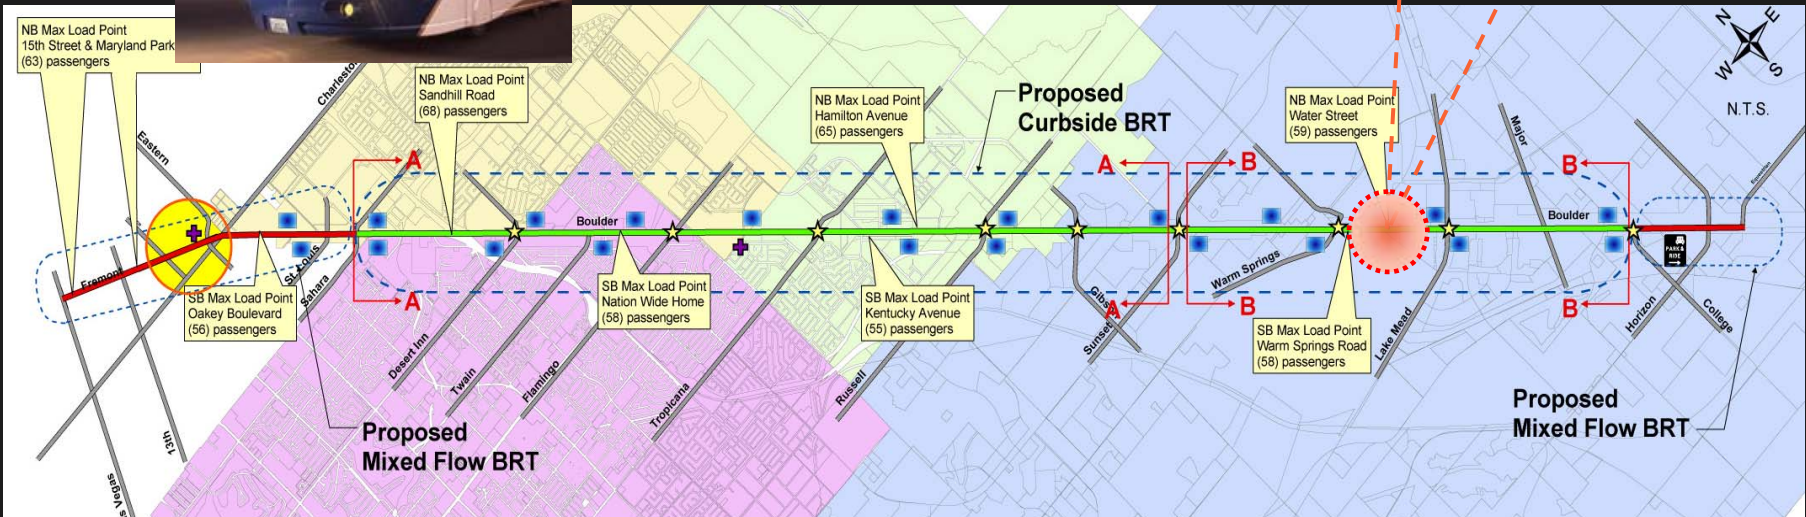 NB Max Load Point
15th Street & Maryland Park
(63) passengers
Charleston
NB Max Load Point
Sandhill Road
(68) passengers
NB Max Load Point
Hamilton Avenue
(65) passengers
Proposed
Curbside BRT
NB Max Load Point
Water Street
(59) passengers
Major
N
E
W
S
N.T.S.
Eastern
A
A
B
B
Boulder
Boulder
PARK&
RIDE
Fremont
St. Louis
Sahara
SB Max Load Point
Oakey Boulevard
(56) passengers
A
SB Max Load Point
Nation Wide Home
(58) passengers
SB Max Load Point
Kentucky Avenue
(55) passengers
Warm Springs
Gibson
A
B
B
SB Max Load Point
Warm Springs Road
(58) passengers
Sunset
Lake Mead
Horizon
College
Desert Inn
Twain
Flamingo
Tropicana
Russell
13th
Vegas
Proposed
Mixed Flow BRT
Proposed
Mixed Flow BRT